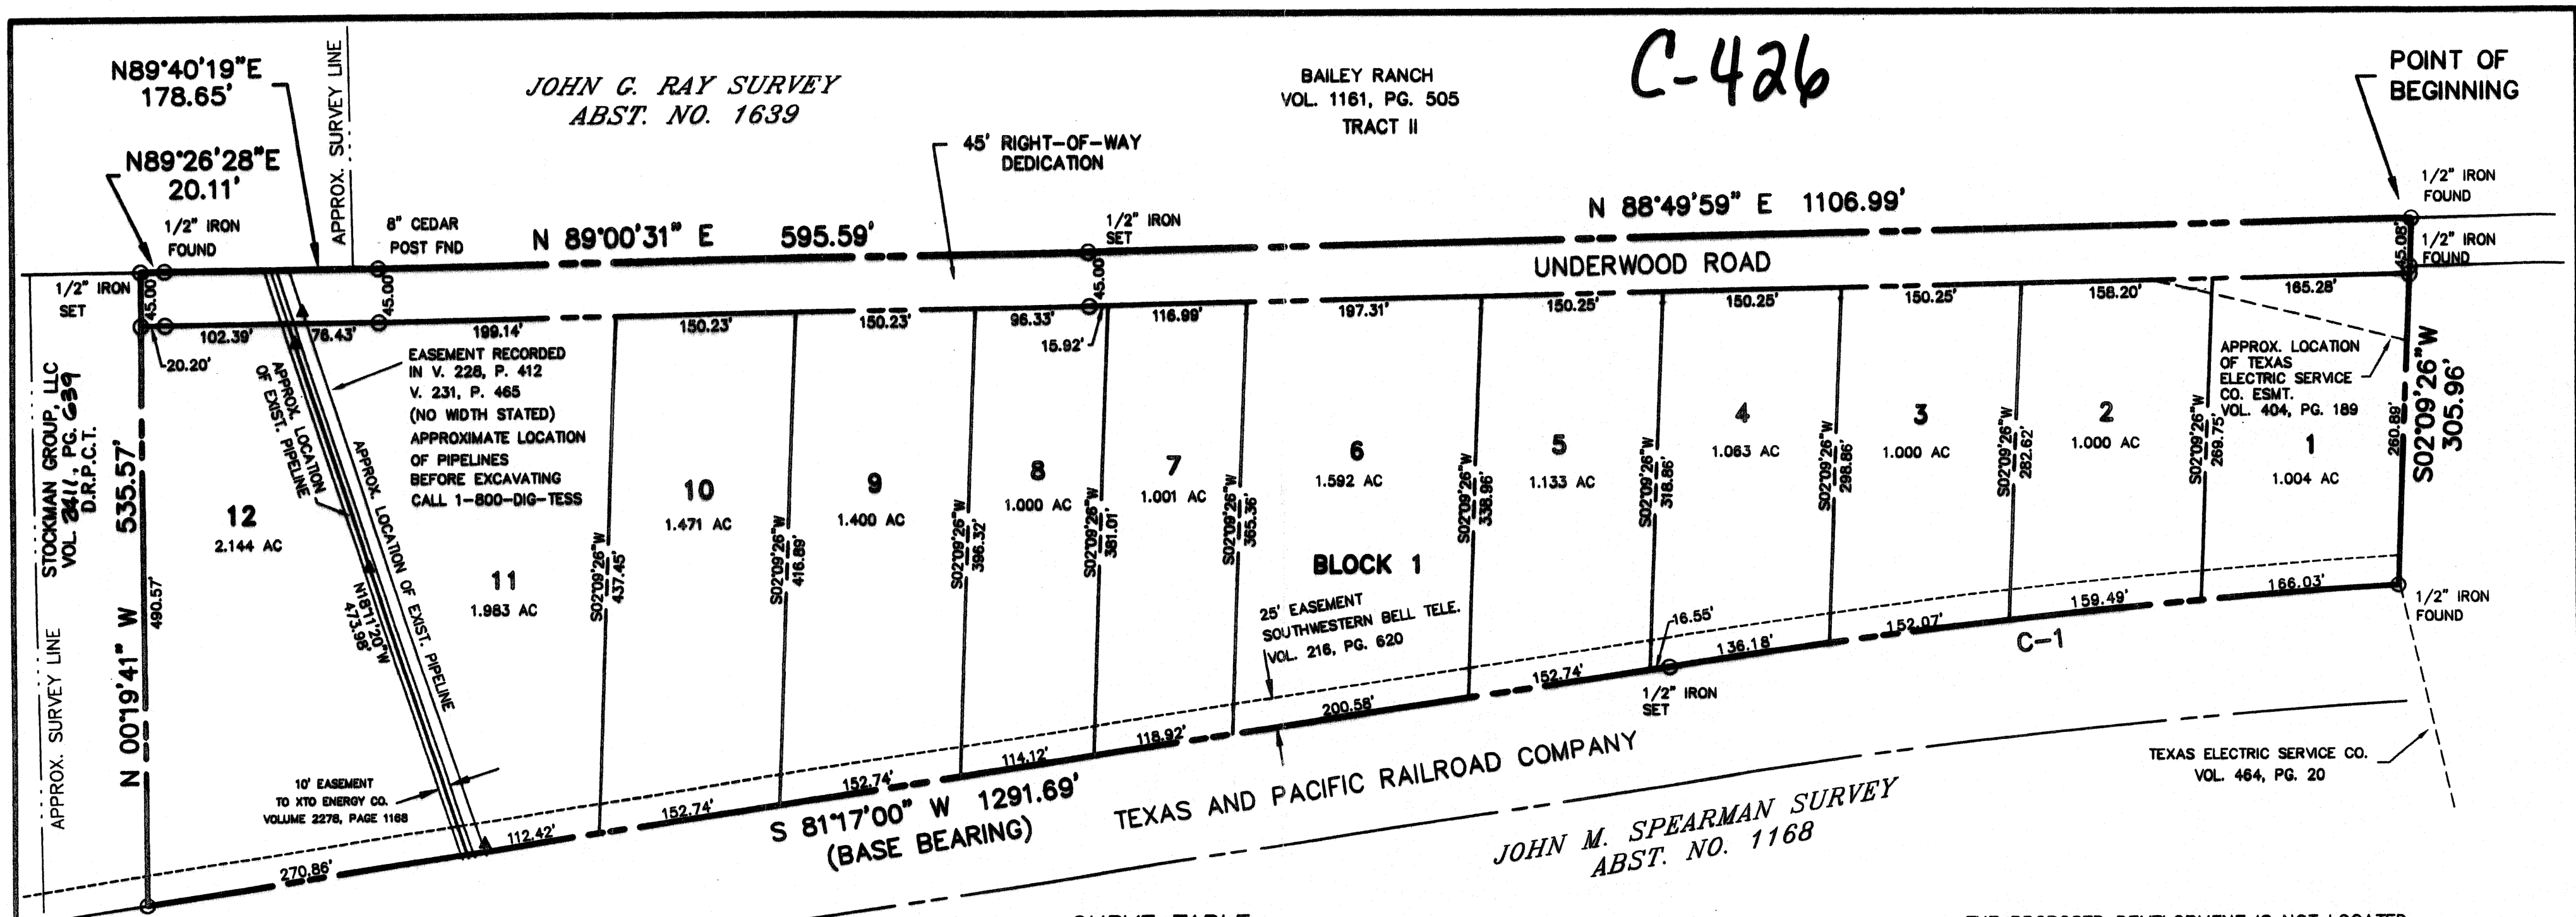 C-426
N89°40'19"E
178.65'
N89°26'28"E
20.11'
APPROX. SURVEY LINE
JOHN G. RAY SURVEY
ABST. NO. 1639
BAILEY RANCH
VOL. 1161, PG. 505
TRACT II
POINT OF
BEGINNING
45' RIGHT-OF-WAY
DEDICATION
1/2" IRON
FOUND
8" CEDAR
POST FND
N 89°00'31" E 595.59'
1/2" IRON
SET
N 88°49'59" E 1106.99'
1/2" IRON
FOUND
1/2" IRON
FOUND
45.08'
UNDERWOOD ROAD
1/2" IRON
SET
45.00'
45.00'
45.00'
20.20'
102.39'
76.43'
199.14'
150.23'
150.23'
96.33'
15.92'
116.99'
197.31'
150.25'
150.25'
150.25'
158.20'
165.28'
STOCKMAN GROUP, LLC
VOL. 2411, PG. 639
D.R.P.C.T.
APPROX. SURVEY LINE
N 00°19'41" W 535.57'
490.57'
EASEMENT RECORDED
IN V. 228, P. 412
V. 231, P. 465
(NO WIDTH STATED)
APPROXIMATE LOCATION
OF PIPELINES
BEFORE EXCAVATING
CALL 1-800-DIG-TESS
APPROX. LOCATION
OF EXIST. PIPELINE
APPROX. LOCATION OF EXIST. PIPELINE
N18°11'20"W
473.98'
12
2.144 AC
11
1.983 AC
S02°09'26"W
437.45'
10
1.471 AC
S02°09'26"W
416.89'
9
1.400 AC
S02°09'26"W
396.32'
8
1.000 AC
S02°09'26"W
381.01'
7
1.001 AC
S02°09'26"W
365.36'
6
1.592 AC
S02°09'26"W
338.96'
5
1.133 AC
S02°09'26"W
318.86'
4
1.063 AC
S02°09'26"W
298.86'
3
1.000 AC
S02°09'26"W
282.62'
2
1.000 AC
S02°09'26"W
269.75'
1
1.004 AC
APPROX. LOCATION
OF TEXAS
ELECTRIC SERVICE
CO. ESMT.
VOL. 404, PG. 189
260.89'
S02°09'26"W
305.96'
BLOCK 1
25' EASEMENT
SOUTHWESTERN BELL TELE.
VOL. 216, PG. 620
10' EASEMENT
TO XTO ENERGY CO.
VOLUME 2278, PAGE 1168
270.86'
112.42'
152.74'
152.74'
114.12'
118.92'
200.58'
152.74'
16.55'
136.18'
152.07'
159.49'
166.03'
1/2" IRON
SET
C-1
1/2" IRON
FOUND
S 81°17'00" W 1291.69'
(BASE BEARING)
TEXAS AND PACIFIC RAILROAD COMPANY
JOHN M. SPEARMAN SURVEY
ABST. NO. 1168
TEXAS ELECTRIC SERVICE CO.
VOL. 464, PG. 20